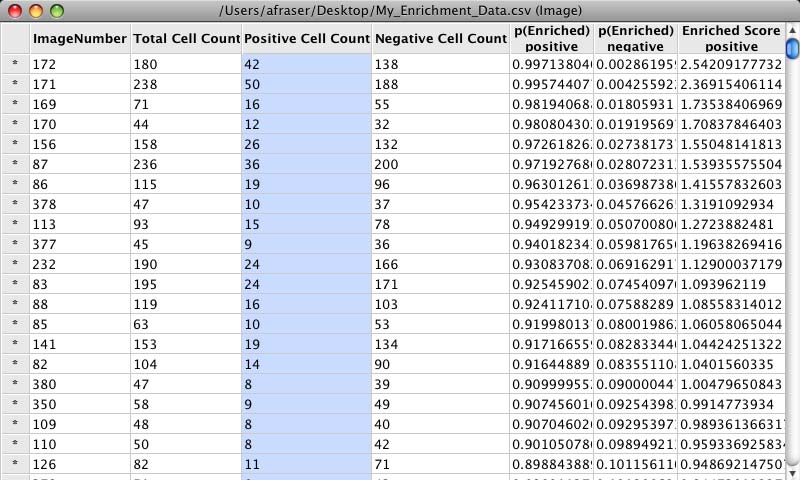 /Users/afraser/Desktop/My_Enrichment_Data.csv (Image)
ImageNumber Total Cell Count Positive Cell Count Negative Cell Count p(Enriched) positive p(Enriched) negative Enriched Score positive
* 172 180 42 138 0.99713804 0.00286195 2.54209177732
* 171 238 50 188 0.99574407 0.00425592 2.36915406114
* 169 71 16 55 0.98194068 0.01805931 1.73538406969
* 170 44 12 32 0.98080430 0.01919569 1.70837846403
* 156 158 26 132 0.97261826 0.02738173 1.55048141813
* 87 236 36 200 0.97192768 0.02807231 1.53935575504
* 86 115 19 96 0.96301261 0.03698738 1.41557832603
* 378 47 10 37 0.95423373 0.04576626 1.3191092934
* 113 93 15 78 0.94929919 0.05070080 1.2723882481
* 377 45 9 36 0.94018234 0.05981765 1.19638269416
* 232 190 24 166 0.93083708 0.06916291 1.12900037179
* 83 195 24 171 0.92545902 0.07454097 1.093962119
* 88 119 16 103 0.92411710 0.07588289 1.08558314012
* 85 63 10 53 0.91998013 0.08001986 1.06058065044
* 141 153 19 134 0.91716655 0.08283344 1.04424251322
* 82 104 14 90 0.91644889 0.08355110 1.0401560335
* 380 47 8 39 0.90999955 0.09000044 1.00479650843
* 350 58 9 49 0.90745601 0.09254398 0.9914773934
* 109 48 8 40 0.90704602 0.09295397 0.98936136631
* 110 50 8 42 0.90105078 0.09894921 0.959336925834
* 126 82 11 71 0.89884388 0.10115611 0.94869214750